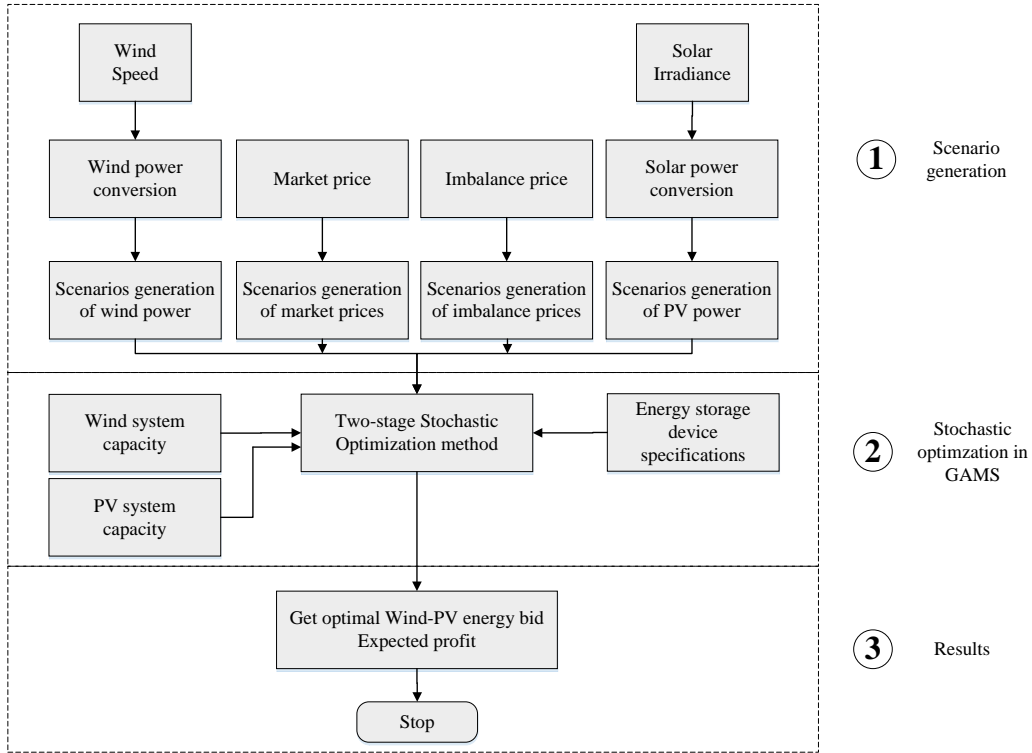 Wind
Speed
Solar
Irradiance
Wind power
conversion
Market price
Imbalance price
Solar power
conversion
1
Scenario
generation
Scenarios generation
of wind power
Scenarios generation
of market prices
Scenarios generation
of imbalance prices
Scenarios generation
of PV power
Wind system
capacity
Two-stage Stochastic
Optimization method
Energy storage
device
specifications
2
Stochastic
optimzation in
GAMS
PV system
capacity
Get optimal Wind-PV energy bid
Expected profit
3
Results
Stop